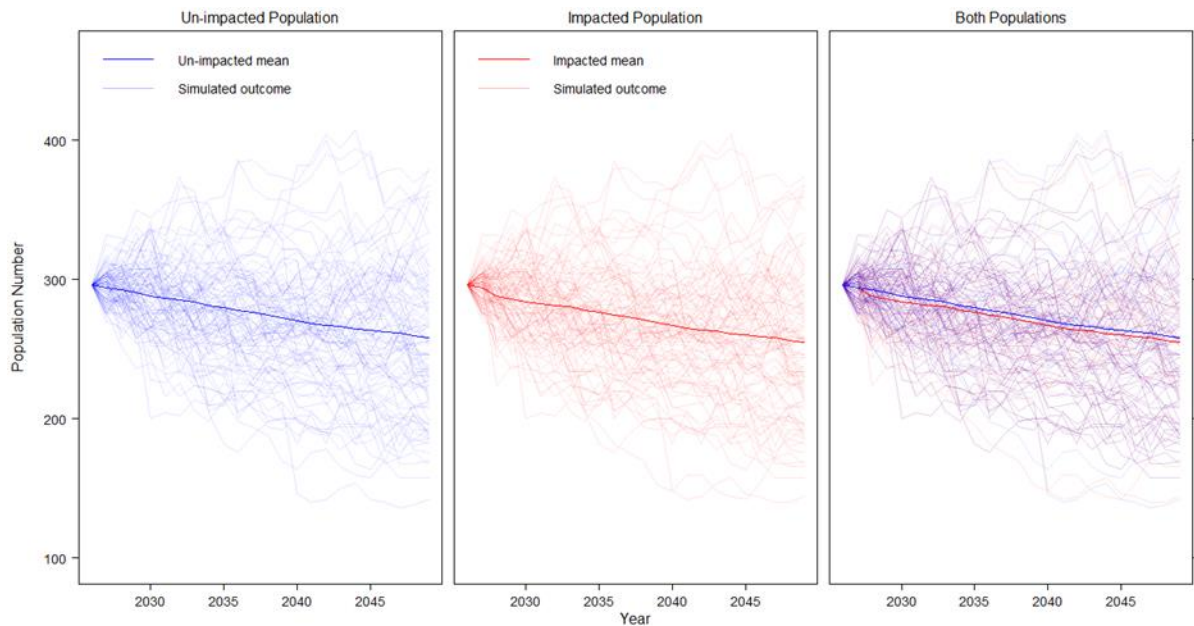 Un-impacted Population
Impacted Population
Both Populations
Un-impacted mean
Simulated outcome
Impacted mean
Simulated outcome
Population Number
400
300
200
100
2030 2035 2040 2045
2030 2035 2040 2045
2030 2035 2040 2045
Year